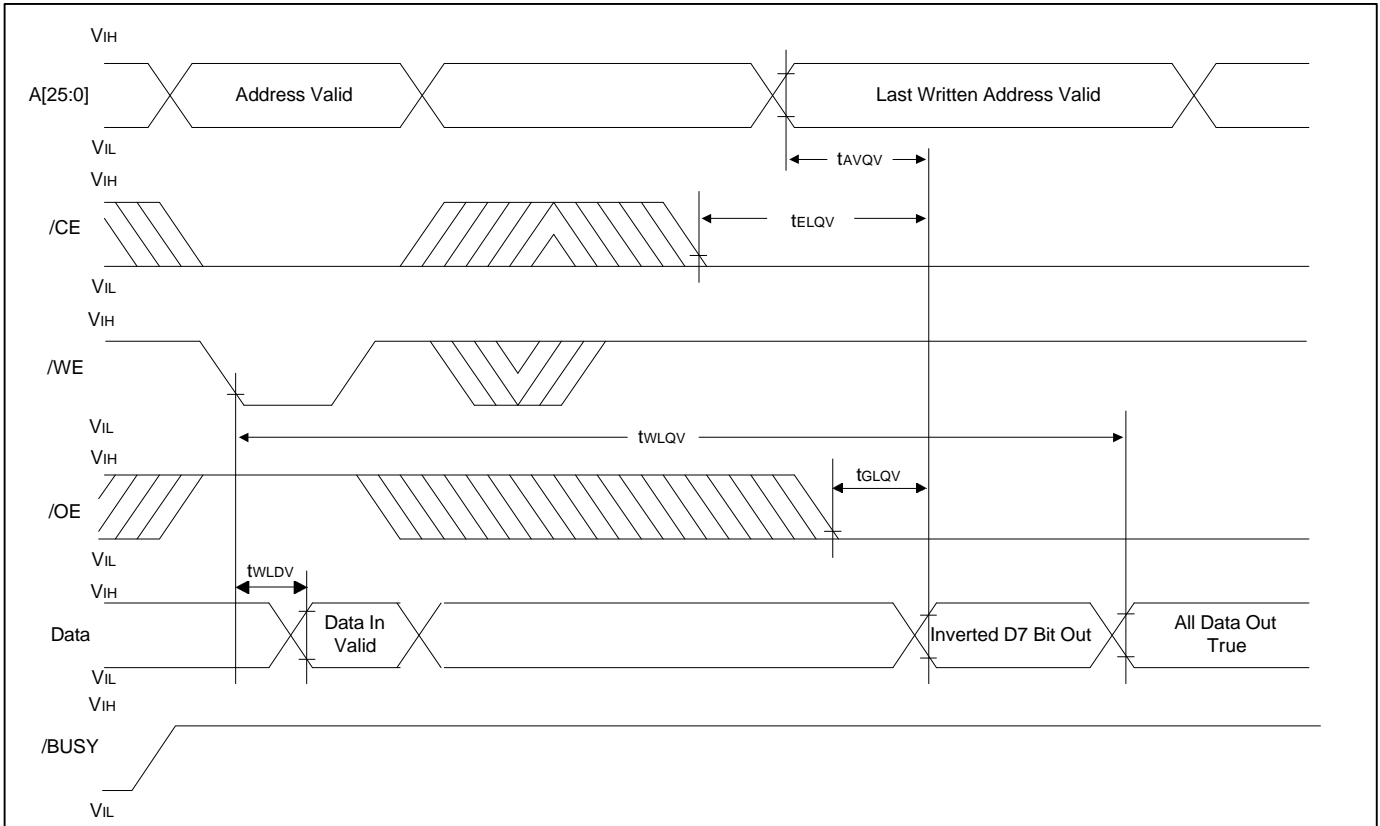 VIH
A[25:0]
Address Valid
Last Written Address Valid
VIL
tAVQV
VIH
/CE
tELQV
VIL
VIH
/WE
VIL
tWLQV
VIH
tGLQV
/OE
VIL
tWLDV
VIH
Data
Data In
Valid
Inverted D7 Bit Out
All Data Out
True
VIL
VIH
/BUSY
VIL